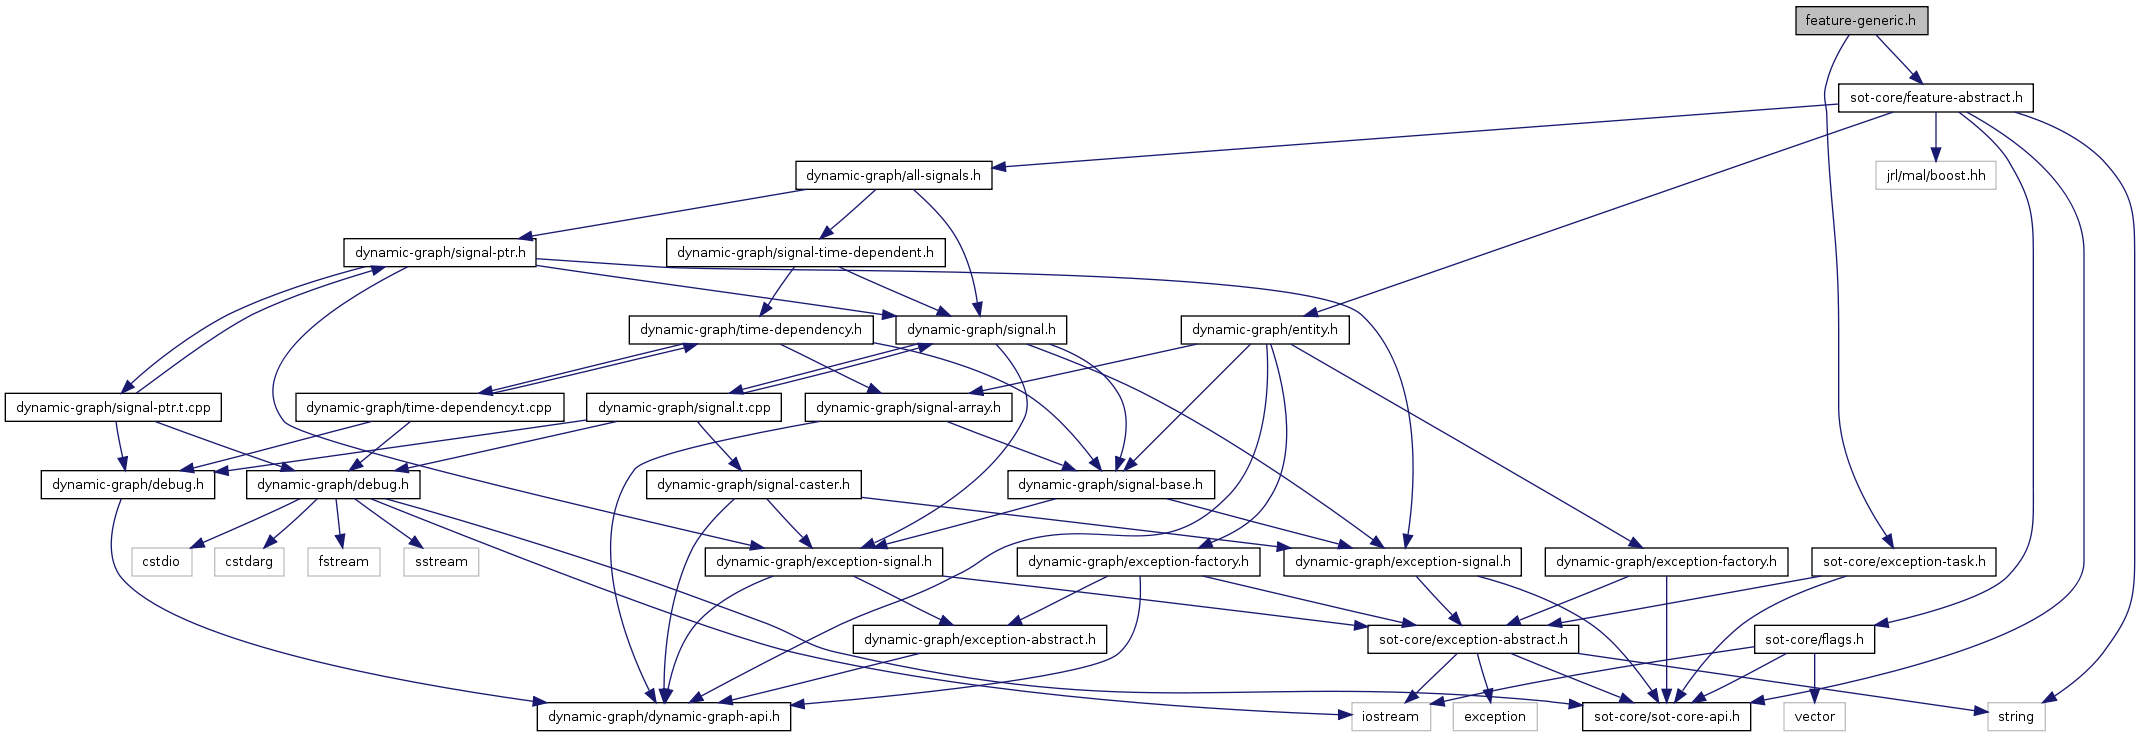 feature-generic.h
sot-core/feature-abstract.h
dynamic-graph/all-signals.h
jrl/mal/boost.hh
dynamic-graph/signal-ptr.h
dynamic-graph/signal-time-dependent.h
dynamic-graph/time-dependency.h
dynamic-graph/signal.h
dynamic-graph/entity.h
dynamic-graph/signal-ptr.t.cpp
dynamic-graph/time-dependency.t.cpp
dynamic-graph/signal.t.cpp
dynamic-graph/signal-array.h
dynamic-graph/debug.h
dynamic-graph/debug.h
dynamic-graph/signal-caster.h
dynamic-graph/signal-base.h
cstdio
cstdarg
fstream
sstream
dynamic-graph/exception-signal.h
dynamic-graph/exception-factory.h
dynamic-graph/exception-signal.h
dynamic-graph/exception-factory.h
sot-core/exception-task.h
dynamic-graph/exception-abstract.h
sot-core/exception-abstract.h
sot-core/flags.h
dynamic-graph/dynamic-graph-api.h
iostream
exception
sot-core/sot-core-api.h
vector
string